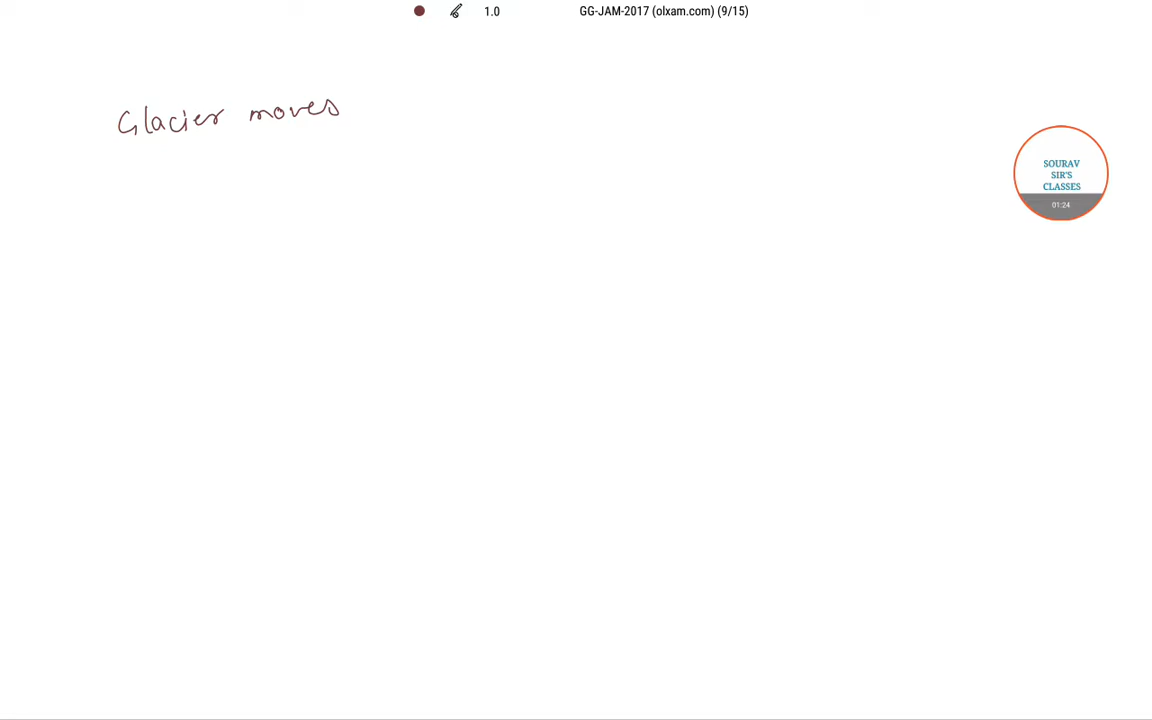 1.0 GG-JAM-2017 (olxam.com) (9/15)
Glacier moves
SOURAV
SIR'S
CLASSES
01:24